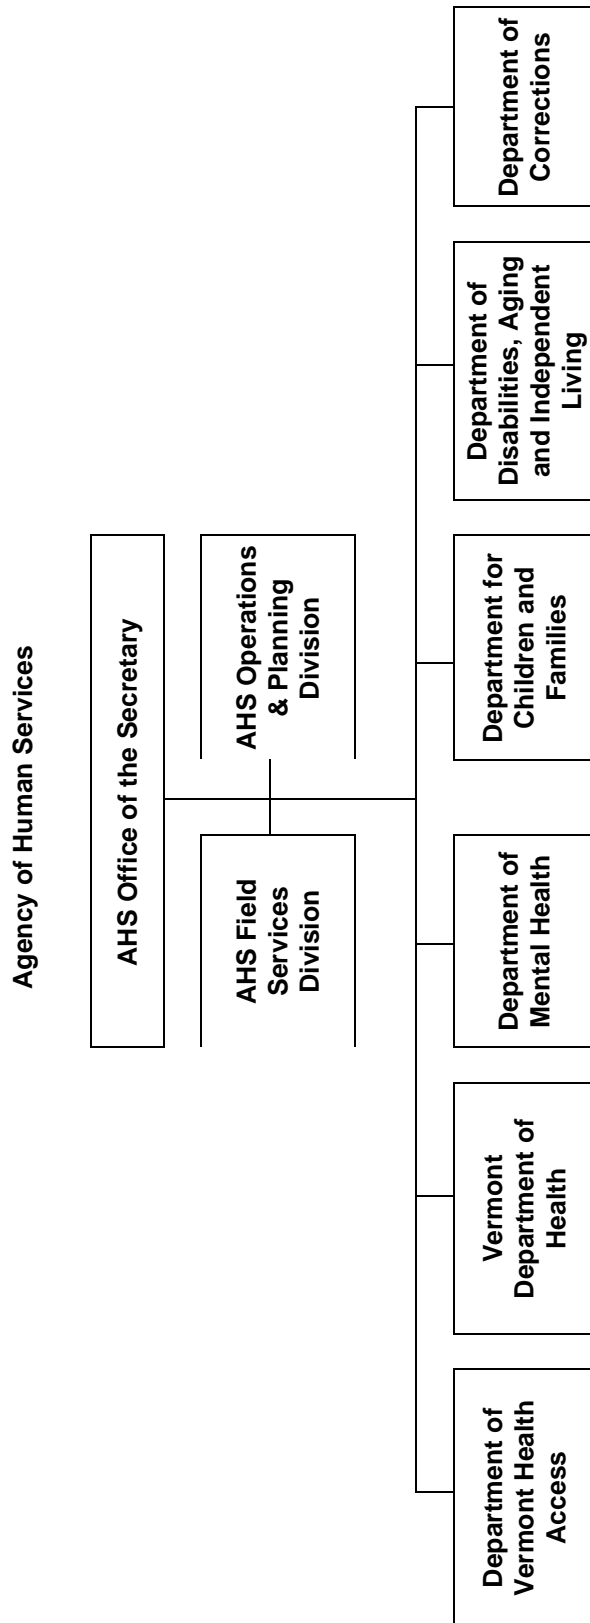 Agency of Human Services
AHS Office of the Secretary
AHS Field
Services
Division
AHS Operations
& Planning
Division
Department of
Vermont Health
Access
Vermont
Department of
Health
Department of
Mental Health
Department for
Children and
Families
Department of
Disabilities, Aging
and Independent
Living
Department of
Corrections